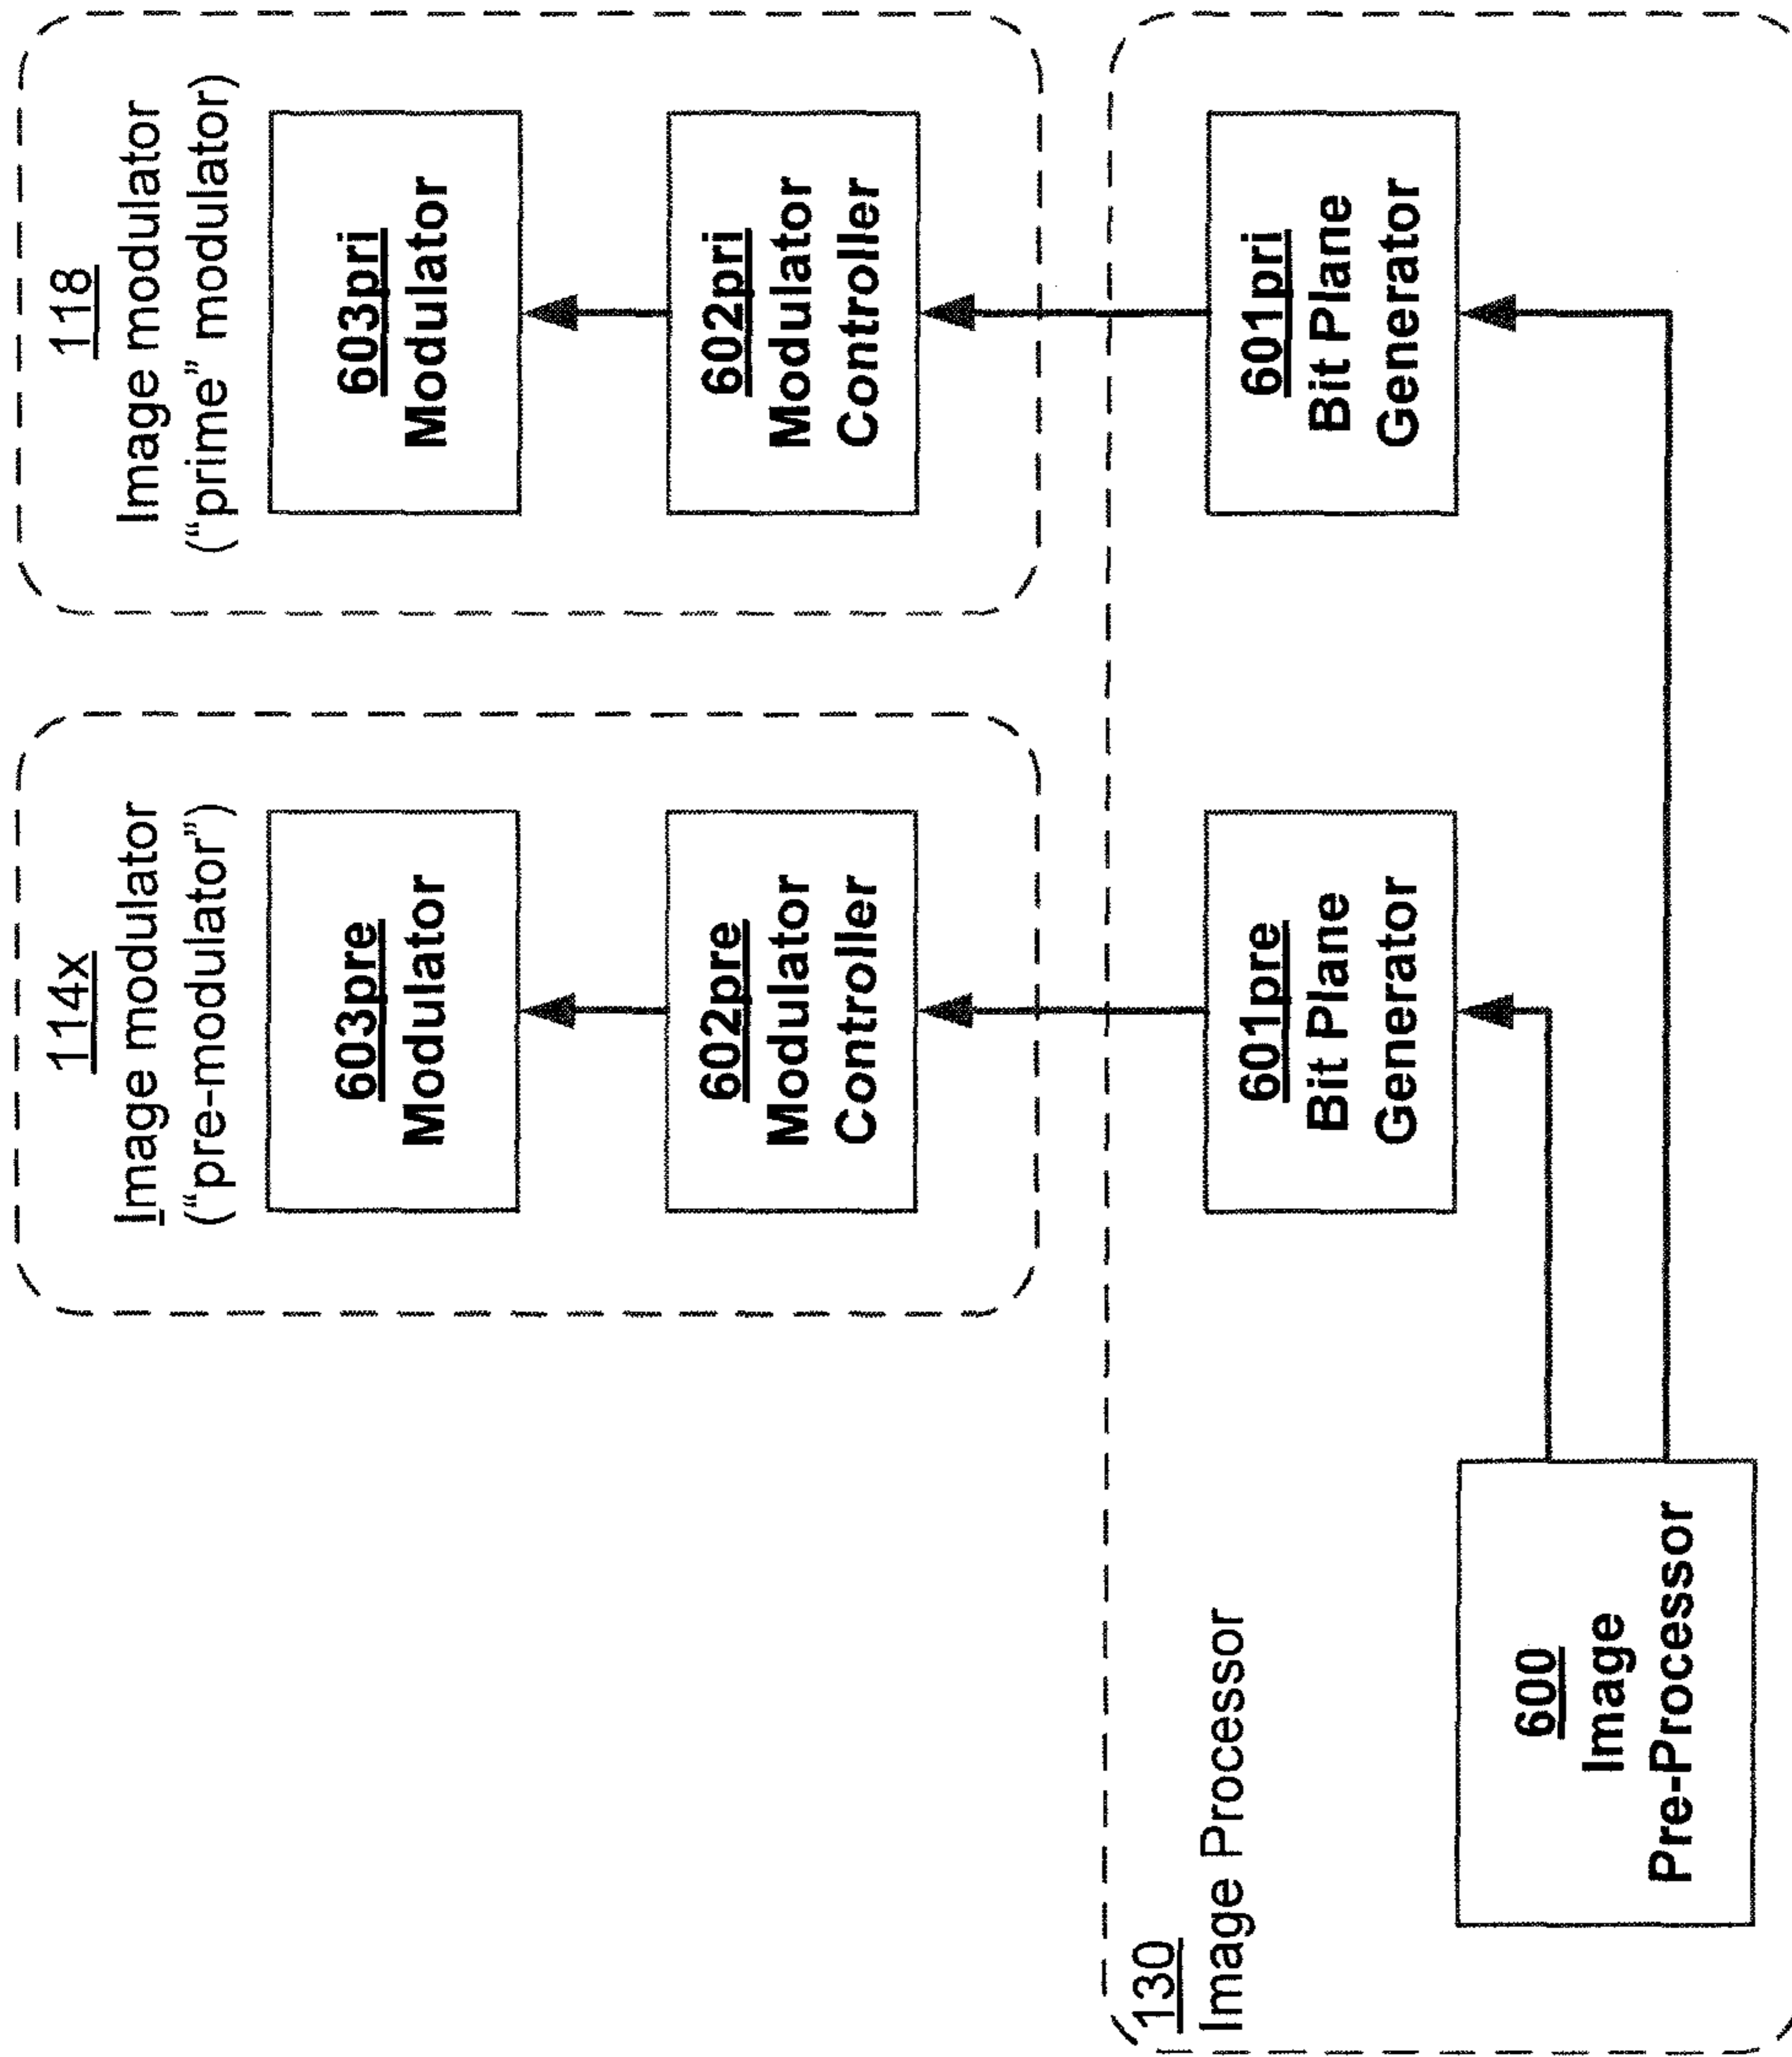 114x
Image modulator
("pre-modulator")
603pre
Modulator
602pre
Modulator
Controller
118
Image modulator
("prime" modulator)
603pri
Modulator
602pri
Modulator
Controller
130
Image Processor
601pre
Bit Plane
Generator
601pri
Bit Plane
Generator
600
Image
Pre-Processor